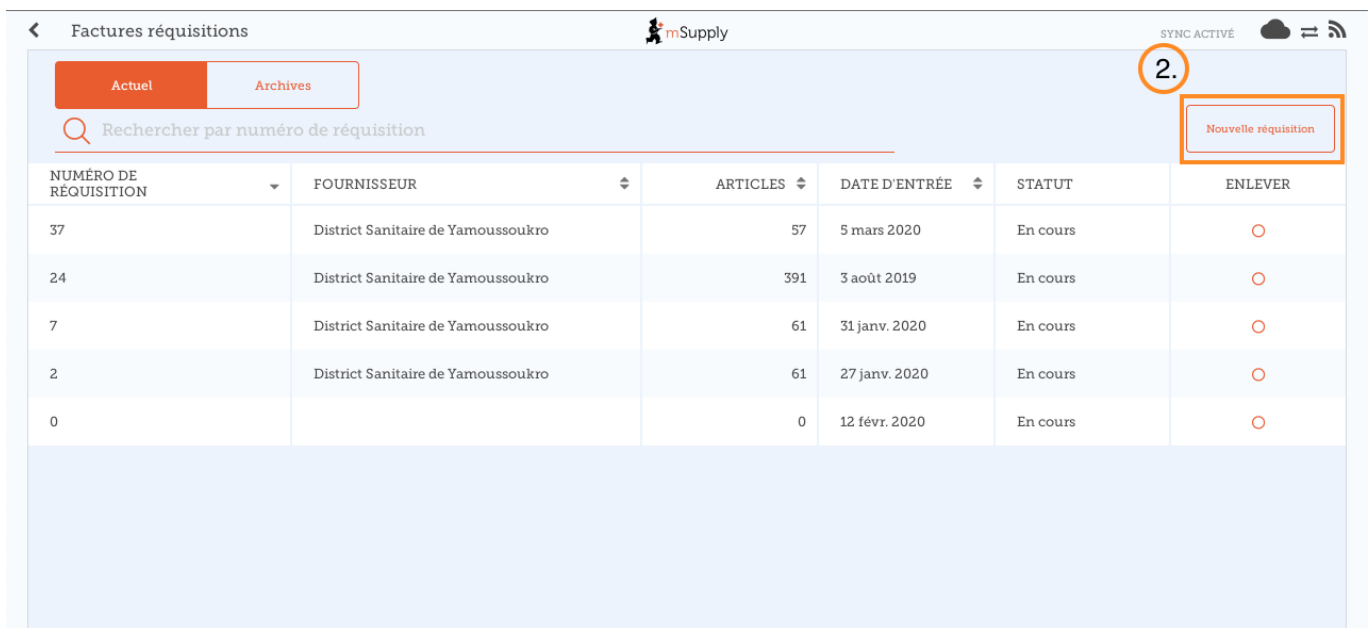 Factures réquisitions
mSupply
SYNC ACTIVÉ
2.
Actuel
Archives
Rechercher par numéro de réquisition
Nouvelle réquisition
NUMÉRO DE RÉQUISITION FOURNISSEUR ARTICLES DATE D'ENTRÉE STATUT ENLEVER
37 District Sanitaire de Yamoussoukro 57 5 mars 2020 En cours
24 District Sanitaire de Yamoussoukro 391 3 août 2019 En cours
7 District Sanitaire de Yamoussoukro 61 31 janv. 2020 En cours
2 District Sanitaire de Yamoussoukro 61 27 janv. 2020 En cours
0 0 12 févr. 2020 En cours